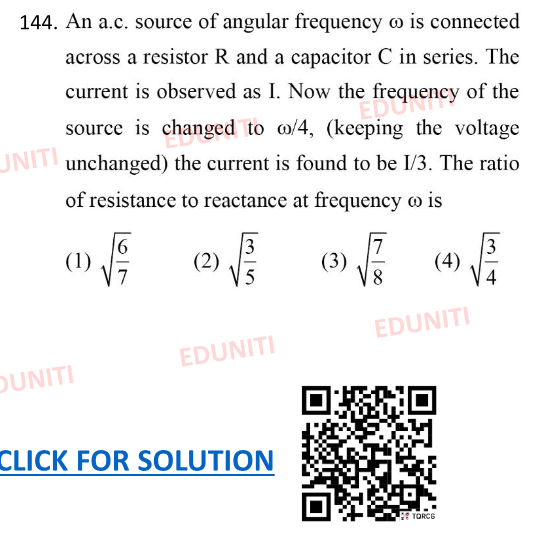 144. An a.c. source of angular frequency ω is connected
across a resistor R and a capacitor C in series. The
current is observed as I. Now the frequency of the
source is changed to ω/4, (keeping the voltage
unchanged) the current is found to be I/3. The ratio
of resistance to reactance at frequency ω is
(1) √(6/7) (2) √(3/5) (3) √(7/8) (4) √(3/4)
EDUNITI
EDUNITI
UNITI
EDUNITI
EDUNITI
DUNITI
CLICK FOR SOLUTION
TQRCG